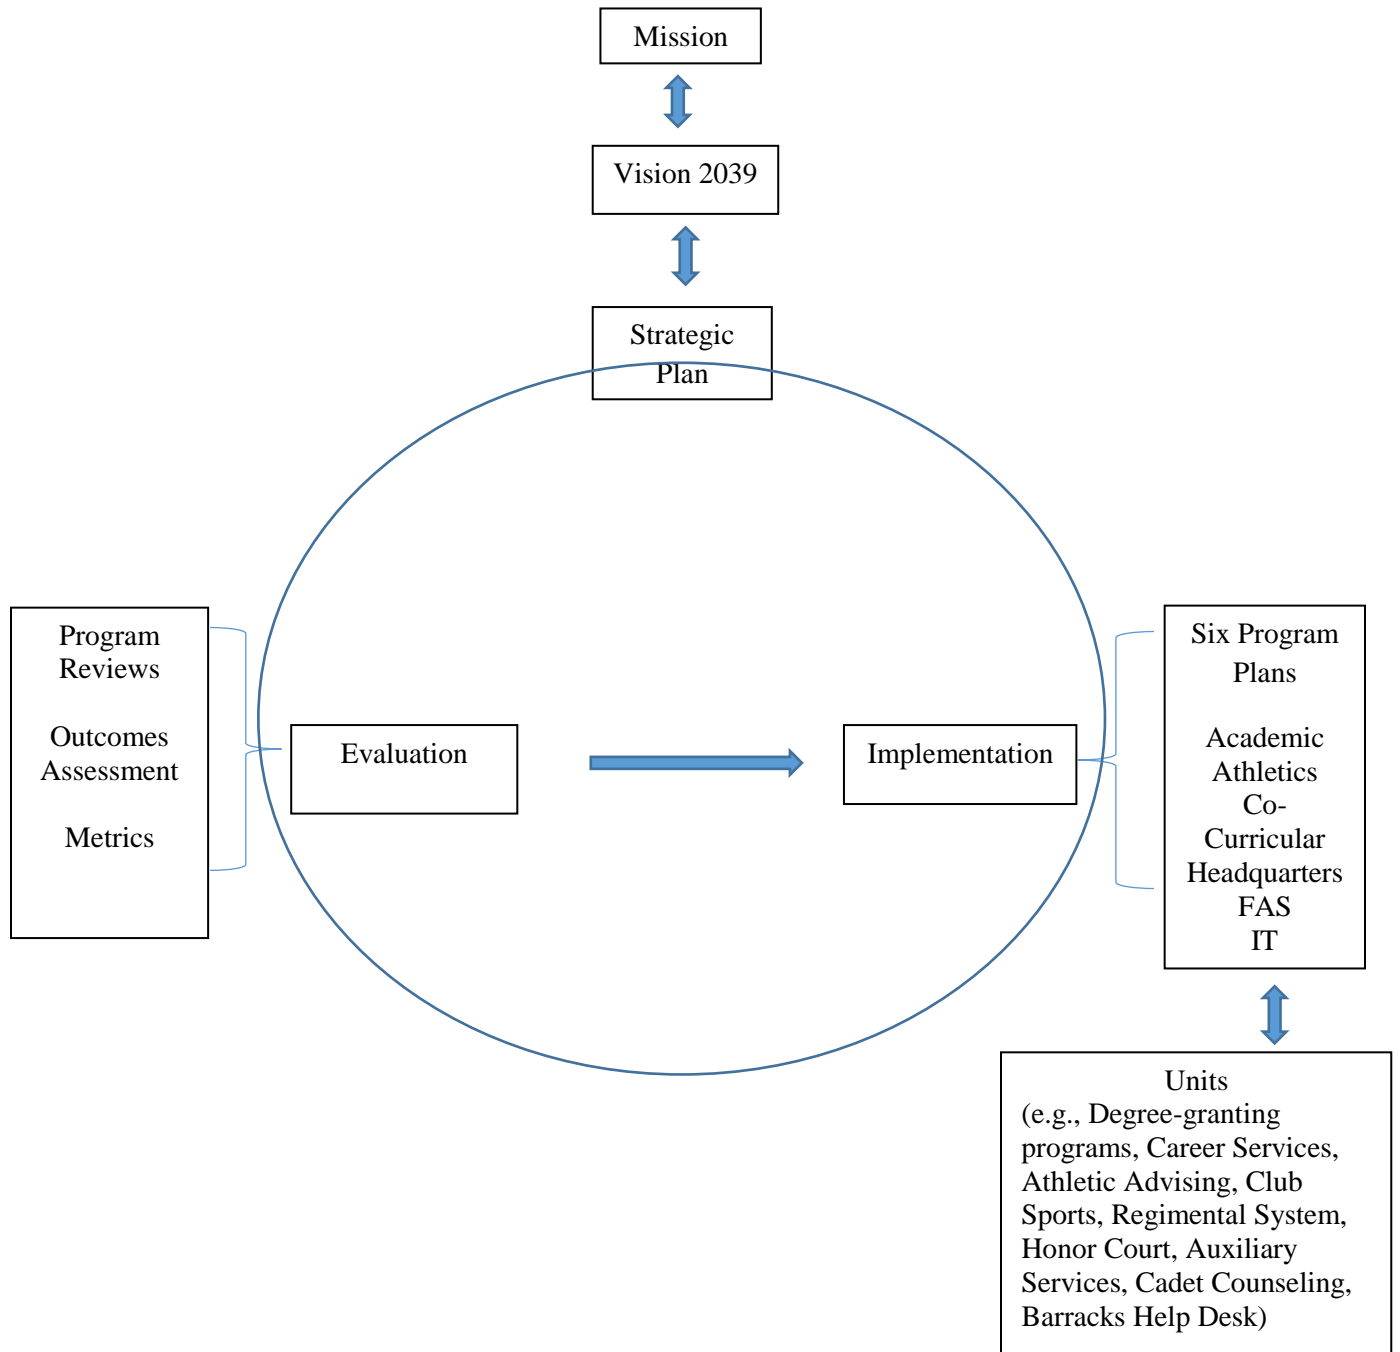 Mission
Vision 2039
Strategic
Plan
Program
Reviews
Outcomes
Assessment
Metrics
Evaluation
Implementation
Six Program
Plans
Academic
Athletics
Co-
Curricular
Headquarters
FAS
IT
Units
(e.g., Degree-granting
programs, Career Services,
Athletic Advising, Club
Sports, Regimental System,
Honor Court, Auxiliary
Services, Cadet Counseling,
Barracks Help Desk)